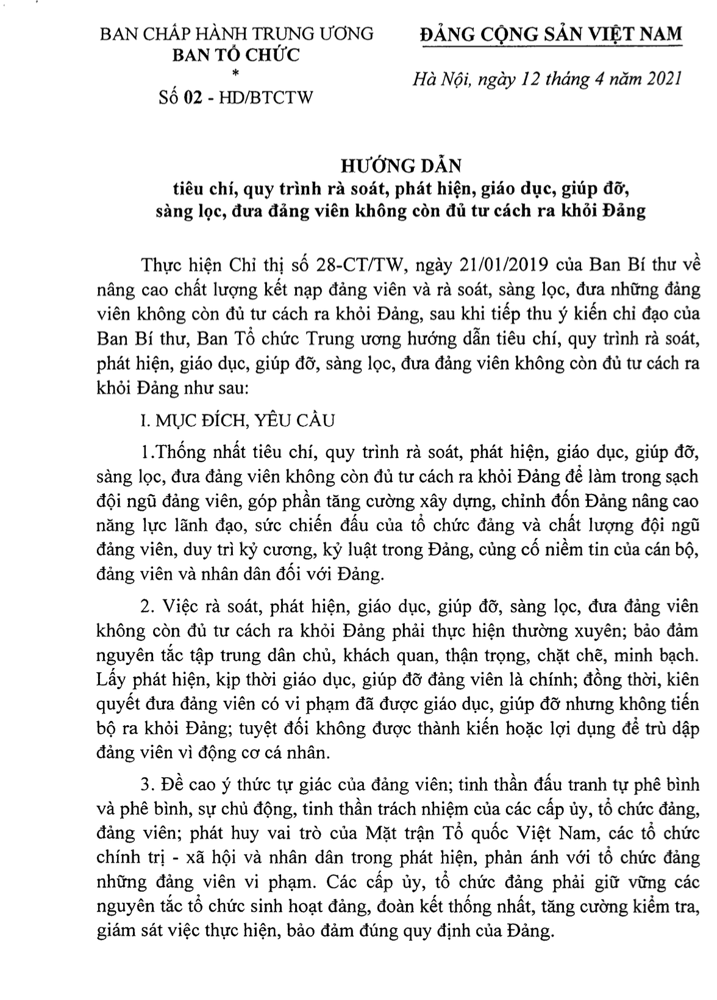 BAN CHẤP HÀNH TRUNG ƯƠNG
BAN TỔ CHỨC
*
Số 02 - HD/BTCTW
ĐẢNG CỘNG SẢN VIỆT NAM
Hà Nội, ngày 12 tháng 4 năm 2021
HƯỚNG DẪN
tiêu chí, quy trình rà soát, phát hiện, giáo dục, giúp đỡ,
sàng lọc, đưa đảng viên không còn đủ tư cách ra khỏi Đảng
Thực hiện Chỉ thị số 28-CT/TW, ngày 21/01/2019 của Ban Bí thư về
nâng cao chất lượng kết nạp đảng viên và rà soát, sàng lọc, đưa những đảng
viên không còn đủ tư cách ra khỏi Đảng, sau khi tiếp thu ý kiến chỉ đạo của
Ban Bí thư, Ban Tổ chức Trung ương hướng dẫn tiêu chí, quy trình rà soát,
phát hiện, giáo dục, giúp đỡ, sàng lọc, đưa đảng viên không còn đủ tư cách ra
khỏi Đảng như sau:
I. MỤC ĐÍCH, YÊU CẦU
1.Thống nhất tiêu chí, quy trình rà soát, phát hiện, giáo dục, giúp đỡ,
sàng lọc, đưa đảng viên không còn đủ tư cách ra khỏi Đảng để làm trong sạch
đội ngũ đảng viên, góp phần tăng cường xây dựng, chỉnh đốn Đảng nâng cao
năng lực lãnh đạo, sức chiến đấu của tổ chức đảng và chất lượng đội ngũ
đảng viên, duy trì kỷ cương, kỷ luật trong Đảng, củng cố niềm tin của cán bộ,
đảng viên và nhân dân đối với Đảng.
2. Việc rà soát, phát hiện, giáo dục, giúp đỡ, sàng lọc, đưa đảng viên
không còn đủ tư cách ra khỏi Đảng phải thực hiện thường xuyên; bảo đảm
nguyên tắc tập trung dân chủ, khách quan, thận trọng, chặt chẽ, minh bạch.
Lấy phát hiện, kịp thời giáo dục, giúp đỡ đảng viên là chính; đồng thời, kiên
quyết đưa đảng viên có vi phạm đã được giáo dục, giúp đỡ nhưng không tiến
bộ ra khỏi Đảng; tuyệt đối không được thành kiến hoặc lợi dụng để trù dập
đảng viên vì động cơ cá nhân.
3. Đề cao ý thức tự giác của đảng viên; tinh thần đấu tranh tự phê bình
và phê bình, sự chủ động, tinh thần trách nhiệm của các cấp ủy, tổ chức đảng,
đảng viên; phát huy vai trò của Mặt trận Tổ quốc Việt Nam, các tổ chức
chính trị - xã hội và nhân dân trong phát hiện, phản ánh với tổ chức đảng
những đảng viên vi phạm. Các cấp ủy, tổ chức đảng phải giữ vững các
nguyên tắc tổ chức sinh hoạt đảng, đoàn kết thống nhất, tăng cường kiểm tra,
giám sát việc thực hiện, bảo đảm đúng quy định của Đảng.